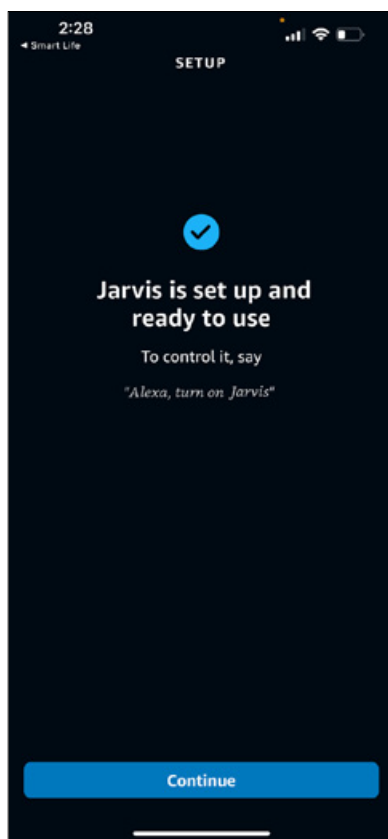 2:28
◀ Smart Life
SETUP
Jarvis is set up and
ready to use
To control it, say
"Alexa, turn on Jarvis"
Continue